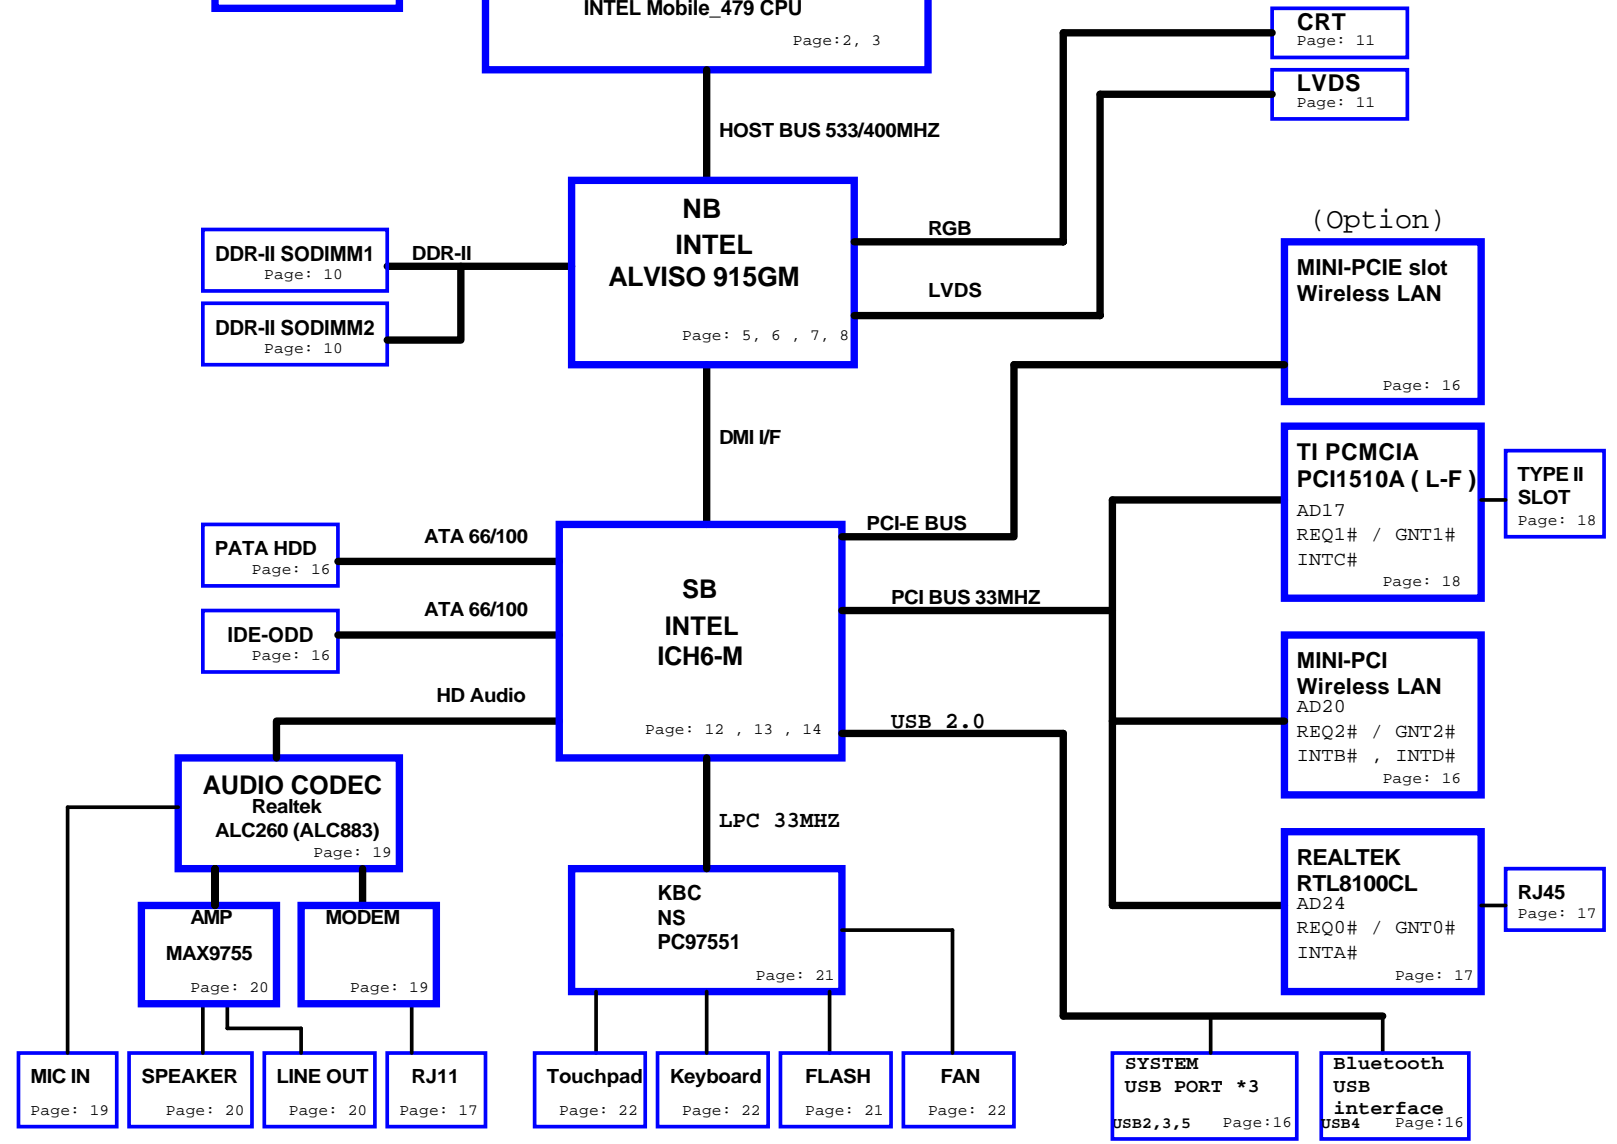 INTEL Mobile_479 CPU
Page:2, 3
CRT
Page: 11
LVDS
Page: 11
HOST BUS 533/400MHZ
NB
INTEL
ALVISO 915GM
Page: 5, 6 , 7, 8
RGB
LVDS
DDR-II SODIMM1
Page: 10
DDR-II
DDR-II SODIMM2
Page: 10
(Option)
MINI-PCIE slot
Wireless LAN
Page: 16
DMI I/F
TI PCMCIA
PCI1510A ( L-F )
AD17
REQ1# / GNT1#
INTC#
Page: 18
TYPE II
SLOT
Page: 18
PATA HDD
Page: 16
ATA 66/100
IDE-ODD
Page: 16
ATA 66/100
HD Audio
SB
INTEL
ICH6-M
Page: 12 , 13 , 14
PCI-E BUS
PCI BUS 33MHZ
USB 2.0
MINI-PCI
Wireless LAN
AD20
REQ2# / GNT2#
INTB# , INTD#
Page: 16
AUDIO CODEC
Realtek
ALC260 (ALC883)
Page: 19
LPC 33MHZ
REALTEK
RTL8100CL
AD24
REQ0# / GNT0#
INTA#
Page: 17
RJ45
Page: 17
AMP
MAX9755
Page: 20
MODEM
Page: 19
KBC
NS
PC97551
Page: 21
MIC IN
Page: 19
SPEAKER
Page: 20
LINE OUT
Page: 20
RJ11
Page: 17
Touchpad
Page: 22
Keyboard
Page: 22
FLASH
Page: 21
FAN
Page: 22
SYSTEM
USB PORT *3
USB2,3,5 Page:16
Bluetooth
USB
interface
USB4 Page:16